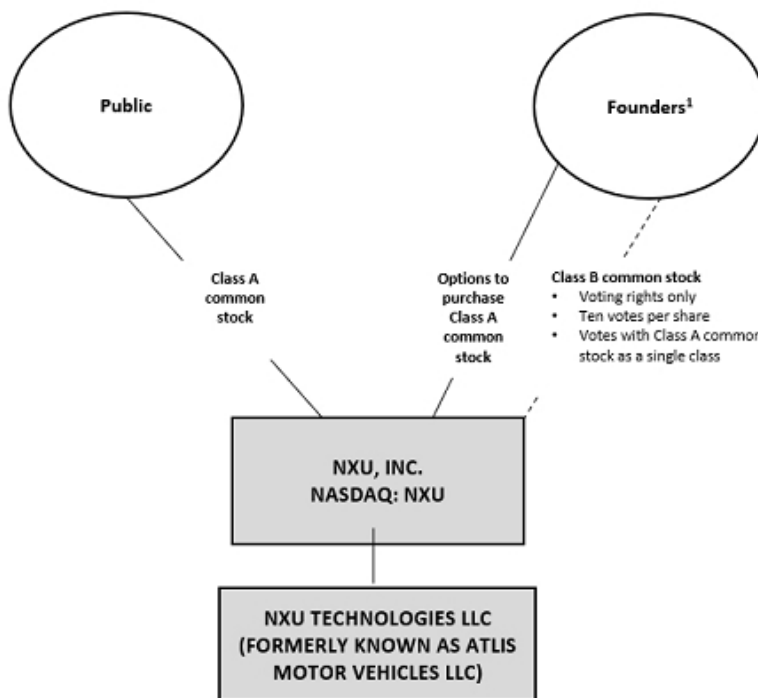 Public
Founders¹
Class A
common
stock
Options to
purchase
Class A
common
stock
Class B common stock
• Voting rights only
• Ten votes per share
• Votes with Class A common
stock as a single class
NXU, INC.
NASDAQ: NXU
NXU TECHNOLOGIES LLC
(FORMERLY KNOWN AS ATLIS
MOTOR VEHICLES LLC)